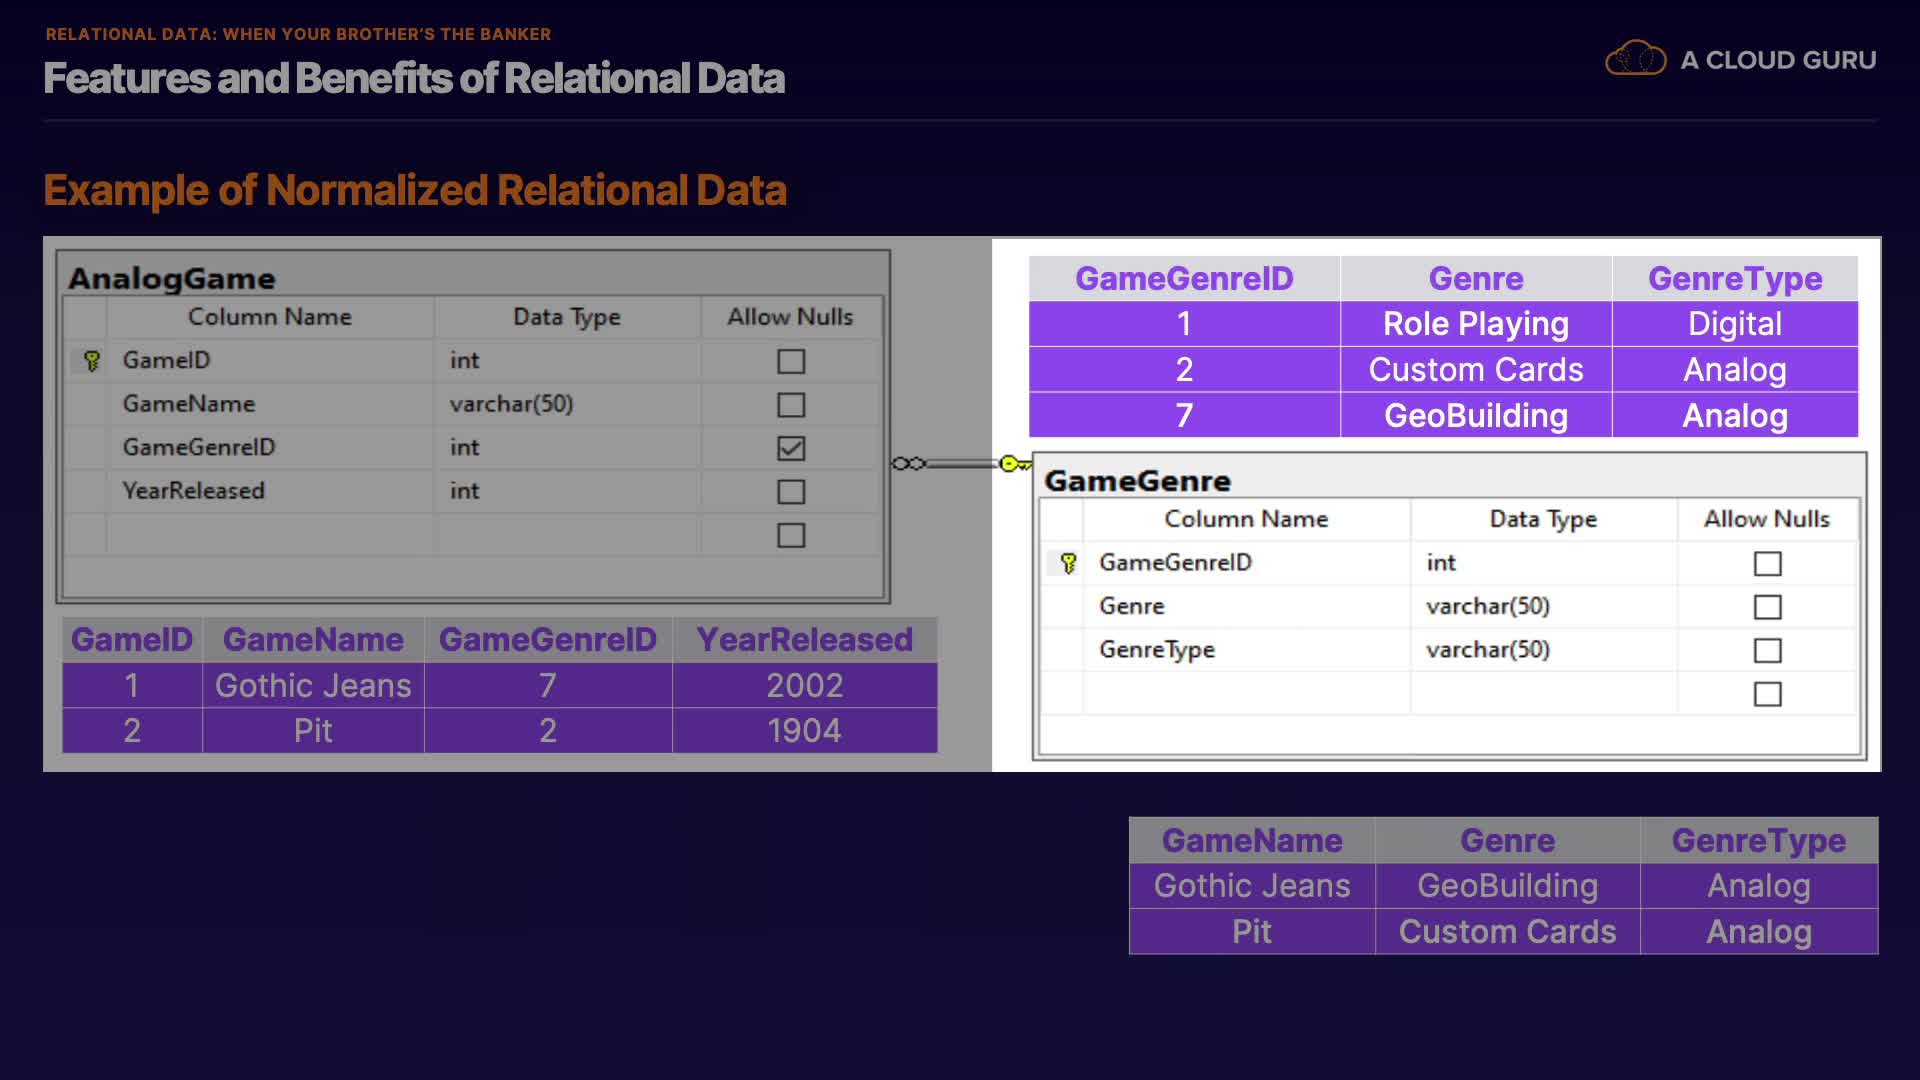 RELATIONAL DATA: WHEN YOUR BROTHER'S THE BANKER
Features and Benefits of Relational Data
A CLOUD GURU
Example of Normalized Relational Data
AnalogGame
Column Name Data Type Allow Nulls
GameID int
GameName varchar(50)
GameGenreID int
YearReleased int
GameID GameName GameGenreID YearReleased
1 Gothic Jeans 7 2002
2 Pit 2 1904
GameGenreID Genre GenreType
1 Role Playing Digital
2 Custom Cards Analog
7 GeoBuilding Analog
GameGenre
Column Name Data Type Allow Nulls
GameGenreID int
Genre varchar(50)
GenreType varchar(50)
GameName Genre GenreType
Gothic Jeans GeoBuilding Analog
Pit Custom Cards Analog